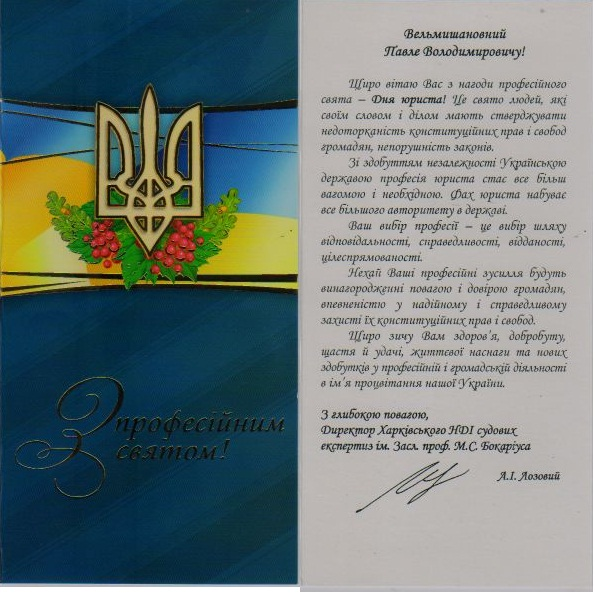 З професійним
святом!
Вельмишановний
Павле Володимировичу!
Щиро вітаю Вас з нагоди професійного
свята – Дня юриста! Це свято людей, які
своїм словом і ділом мають стверджувати
недоторканість конституційних прав і свобод
громадян, непорушність законів.
Зі здобуттям незалежності Українською
державою професія юриста стає все більш
вагомою і необхідною. Фах юриста набуває
все більшого авторитету в державі.
Ваш вибір професії – це вибір шляху
відповідальності, справедливості, відданості,
цілеспрямованості.
Нехай Ваші професійні зусилля будуть
винагородженні повагою і довірою громадян,
впевненістю у надійному і справедливому
захисті їх конституційних прав і свобод.
Щиро зичу Вам здоров'я, добробуту,
щастя й удачі, життєвої наснаги та нових
здобутків у професійній і громадській діяльності
в ім'я процвітання нашої України.
З глибокою повагою,
Директор Харківського НДІ судових
експертиз ім. Засл. проф. М.С. Бокаріуса
А.І. Лозовий